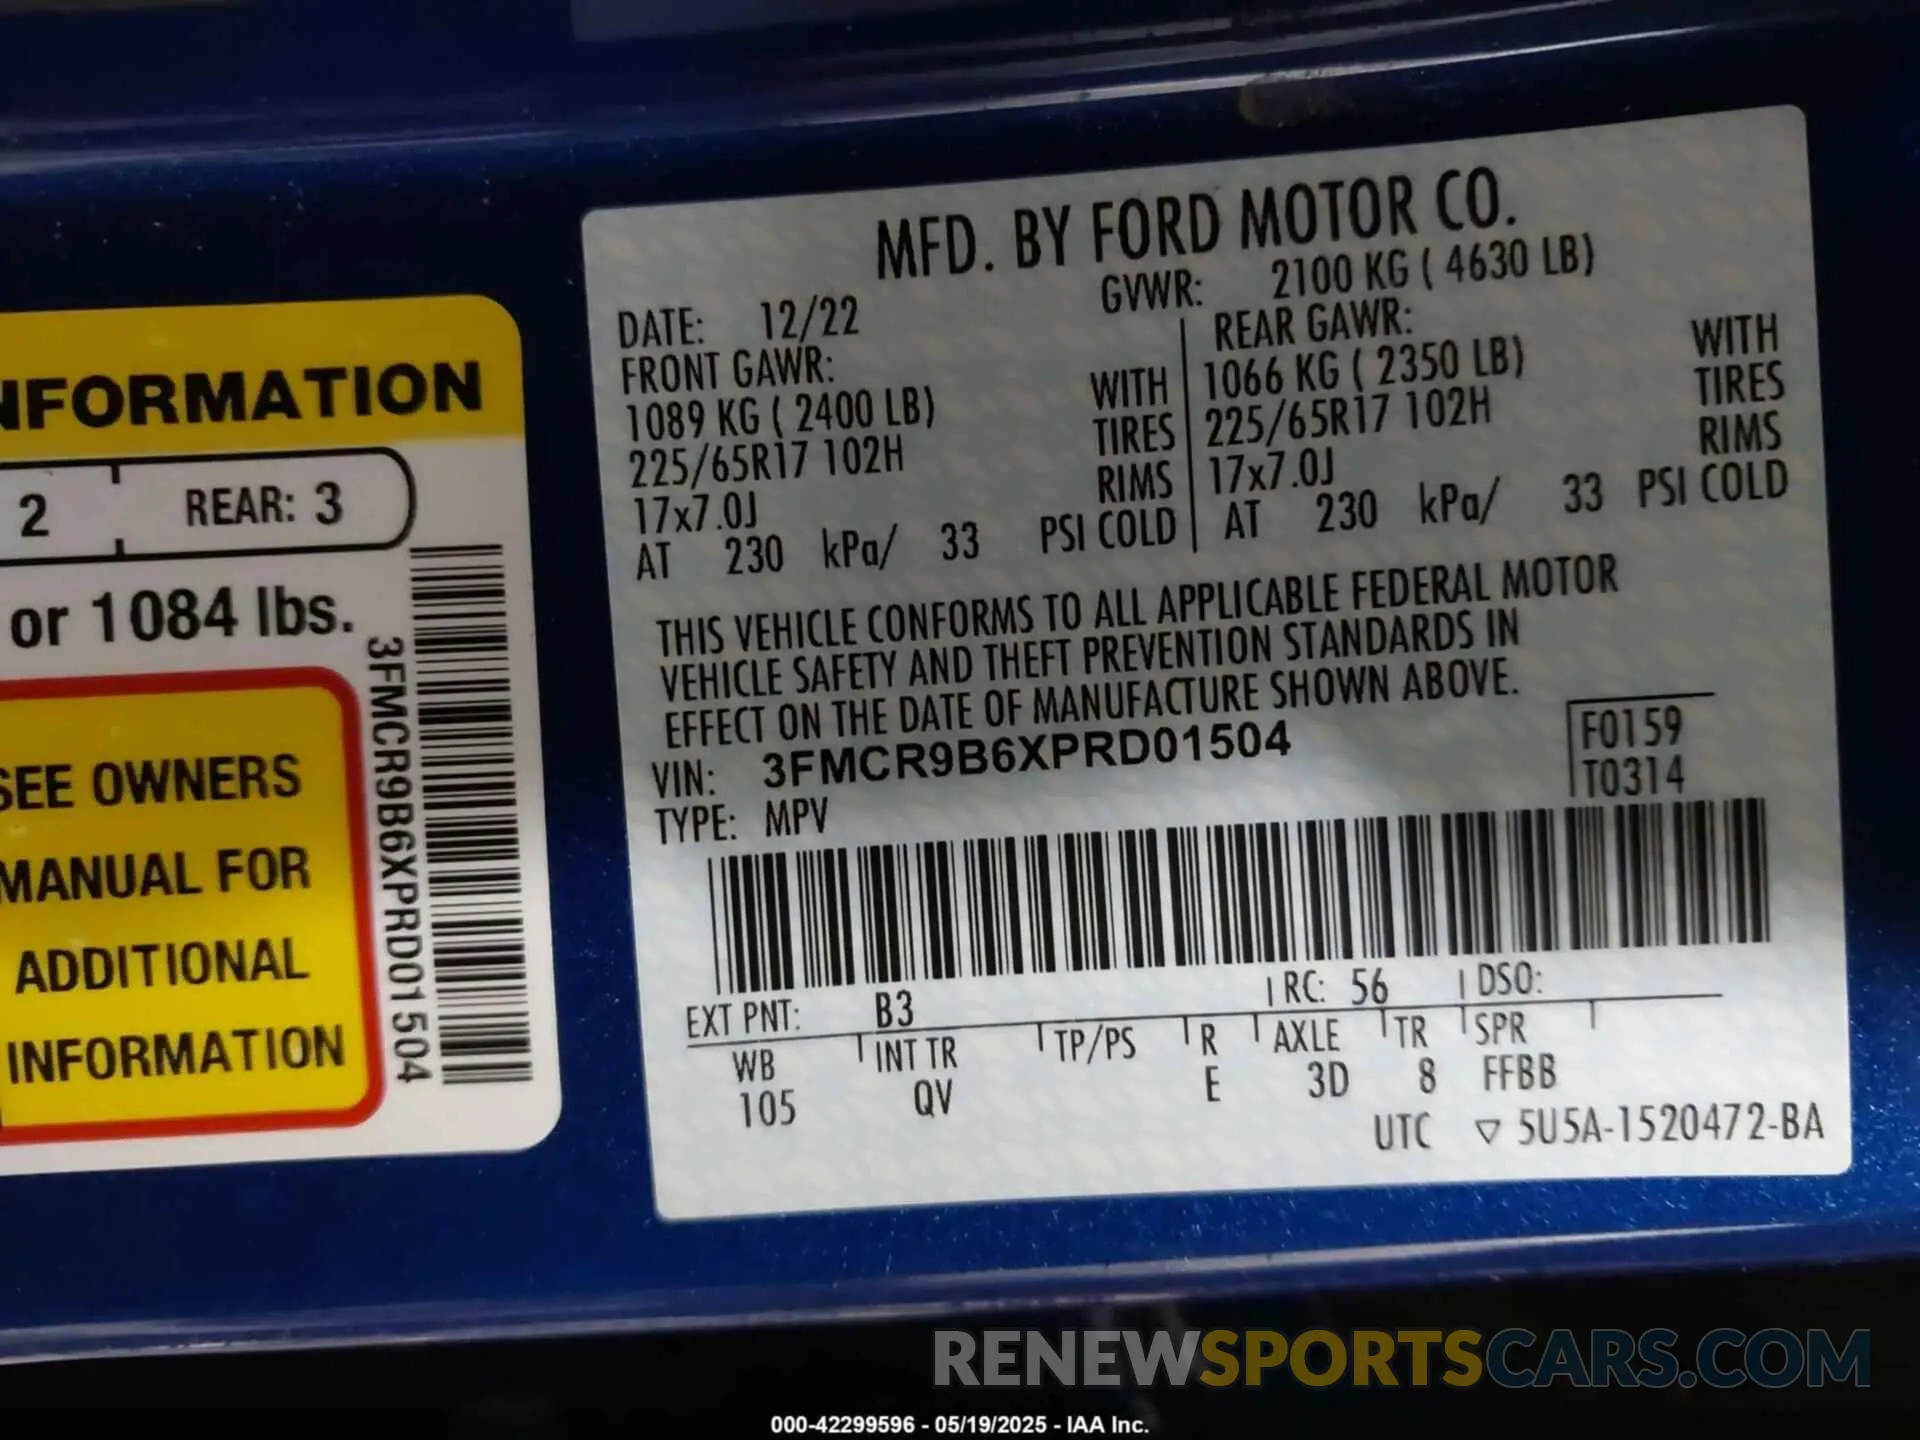 NFORMATION
2 REAR: 3
or 1084 lbs.
SEE OWNERS
MANUAL FOR
ADDITIONAL
INFORMATION
3FMCR9B6XPRD01504
MFD. BY FORD MOTOR CO.
DATE: 12/22 GVWR: 2100 KG ( 4630 LB)
FRONT GAWR: REAR GAWR:
1089 KG ( 2400 LB) WITH 1066 KG ( 2350 LB) WITH
225/65R17 102H TIRES 225/65R17 102H TIRES
17x7.0J RIMS 17x7.0J RIMS
AT 230 kPa/ 33 PSI COLD AT 230 kPa/ 33 PSI COLD
THIS VEHICLE CONFORMS TO ALL APPLICABLE FEDERAL MOTOR
VEHICLE SAFETY AND THEFT PREVENTION STANDARDS IN
EFFECT ON THE DATE OF MANUFACTURE SHOWN ABOVE.
VIN: 3FMCR9B6XPRD01504 F0159
TYPE: MPV T0314
EXT PNT: B3 RC: 56 DSO:
WB INT TR TP/PS R AXLE TR SPR
105 QV E 3D 8 FFBB
UTC ▽ 5U5A-1520472-BA
RENEWSPORTSCARS.COM
000-42299596 - 05/19/2025 - IAA Inc.